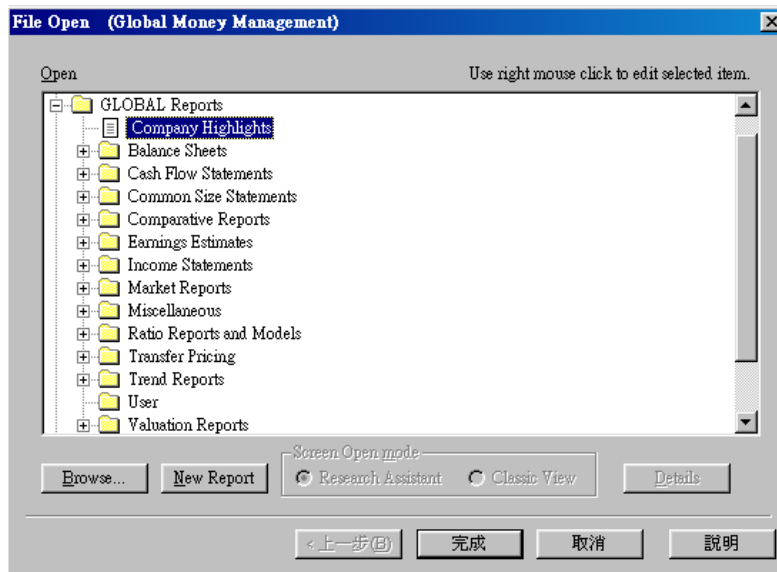 File Open (Global Money Management)
Open
Use right mouse click to edit selected item.
GLOBAL Reports
Company Highlights
Balance Sheets
Cash Flow Statements
Common Size Statements
Comparative Reports
Earnings Estimates
Income Statements
Market Reports
Miscellaneous
Ratio Reports and Models
Transfer Pricing
Trend Reports
User
Valuation Reports
Screen Open mode
Browse...
New Report
Research Assistant
Classic View
Details
<上一步(B)
完成
取消
說明